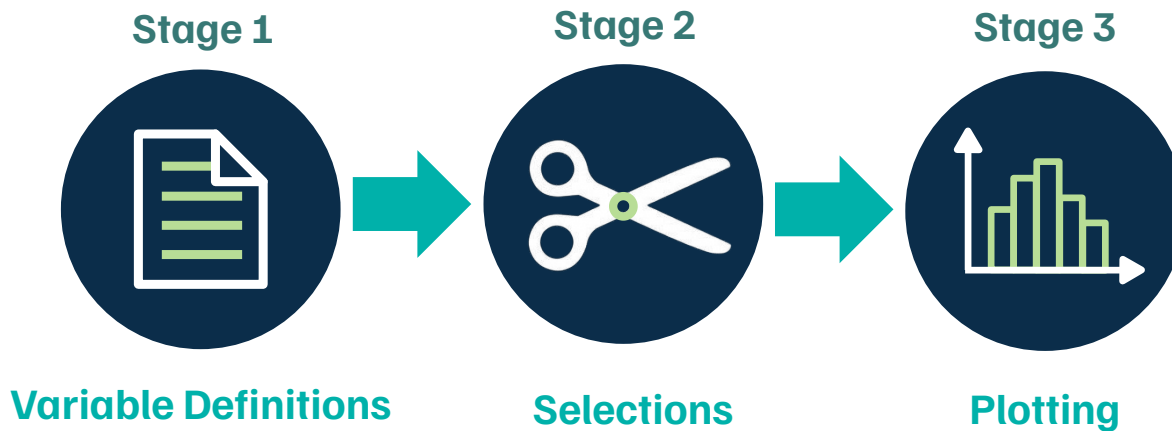 Stage 1
Stage 2
Stage 3
Variable Definitions
Selections
Plotting